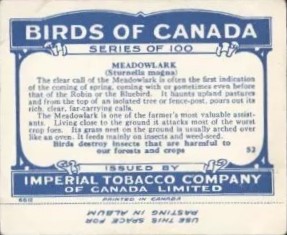 BIRDS OF CANADA
SERIES OF 100
MEADOWLARK
(Sturnella magna)
The clear call of the Meadowlark is often the first indication
of the coming of spring, coming with or sometimes even before
that of the Robin or the Bluebird. It haunts upland pastures
and from the top of an isolated tree or fence-post, pours out its
rich, clear, far-carrying calls.
The Meadowlark is one of the farmer's most valuable assist-
ants. Living close to the ground it attacks most of the worst
crop foes. Its grass nest on the ground is usually arched over
like an oven. It feeds mainly on insects and weed-seed.
Birds destroy insects that are harmful to
our forests and crops 53
ISSUED BY
IMPERIAL TOBACCO COMPANY
OF CANADA LIMITED
PRINTED IN CANADA
USE THIS SPACE FOR
PASTING IN ALBUM